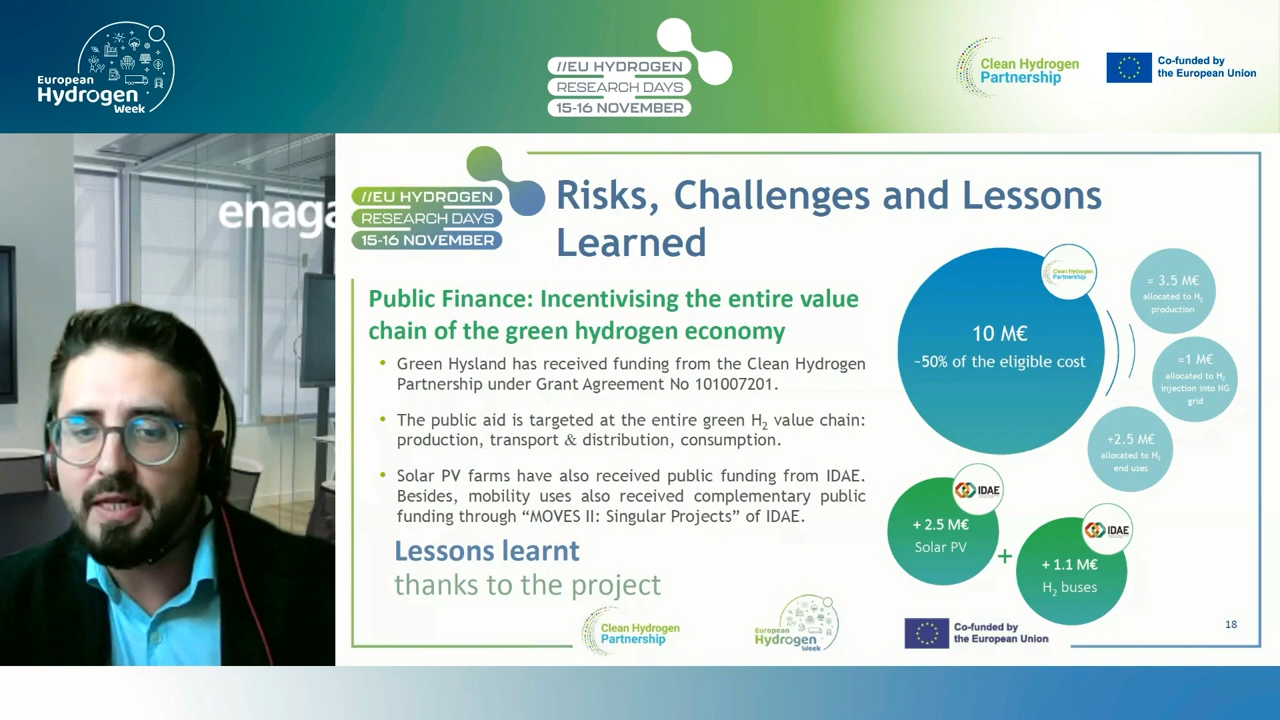 European
Hydrogen
Week
//EU HYDROGEN
RESEARCH DAYS
15-16 NOVEMBER
Clean Hydrogen
Partnership
Co-funded by
the European Union
enaga
//EU HYDROGEN
RESEARCH DAYS
15-16 NOVEMBER
Risks, Challenges and Lessons
Learned
Public Finance: Incentivising the entire value
chain of the green hydrogen economy
• Green Hysland has received funding from the Clean Hydrogen
Partnership under Grant Agreement No 101007201.
• The public aid is targeted at the entire green H2 value chain:
production, transport & distribution, consumption.
• Solar PV farms have also received public funding from IDAE.
Besides, mobility uses also received complementary public
funding through “MOVES II: Singular Projects” of IDAE.
Lessons learnt
thanks to the project
Clean Hydrogen
Partnership
10 M€
~50% of the eligible cost
≈ 3.5 M€
allocated to H2
production
≈1 M€
allocated to H2
injection into NG
grid
+2.5 M€
allocated to H2
end uses
IDAE
+ 2.5 M€
Solar PV
+
IDAE
+ 1.1 M€
H2 buses
Clean Hydrogen
Partnership
European
Hydrogen
Week
Co-funded by
the European Union
18